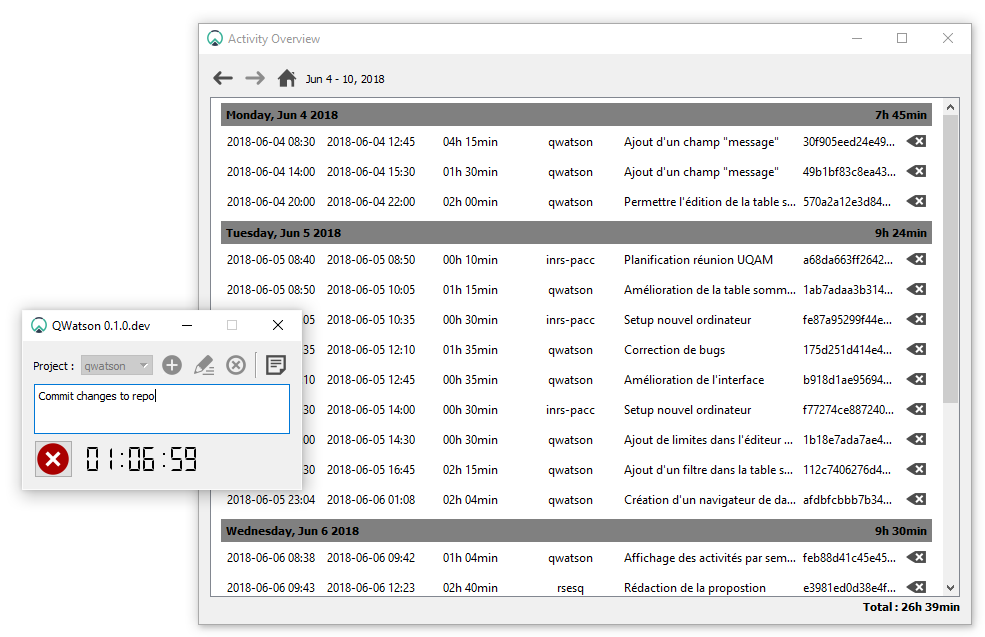 Activity Overview
Jun 4 - 10, 2018
Monday, Jun 4 2018 7h 45min
2018-06-04 08:30 2018-06-04 12:45 04h 15min qwatson Ajout d'un champ "message" 30f905eed24e49...
2018-06-04 14:00 2018-06-04 15:30 01h 30min qwatson Ajout d'un champ "message" 49b1bf83c8ea43...
2018-06-04 20:00 2018-06-04 22:00 02h 00min qwatson Permettre l'édition de la table s... 570a2a12e3d84...
Tuesday, Jun 5 2018 9h 24min
2018-06-05 08:40 2018-06-05 08:50 00h 10min inrs-pacc Planification réunion UQAM a68da663ff2642...
2018-06-05 08:50 2018-06-05 10:05 01h 15min qwatson Amélioration de la table somm... 1ab7adaa3b314...
05 2018-06-05 10:35 00h 30min inrs-pacc Setup nouvel ordinateur fe87a95299f44e...
35 2018-06-05 12:10 01h 35min qwatson Correction de bugs 175d251d414e4...
10 2018-06-05 12:45 00h 35min qwatson Amélioration de l'interface b918d1ae95694...
30 2018-06-05 14:00 00h 30min inrs-pacc Setup nouvel ordinateur f77274ce887240...
00 2018-06-05 14:30 00h 30min qwatson Ajout de limites dans l'éditeur ... 1b18e7ada7ae4...
30 2018-06-05 16:45 02h 15min qwatson Ajout d'un filtre dans la table s... 112c7406276d4...
2018-06-05 23:04 2018-06-06 01:08 02h 04min qwatson Création d'un navigateur de da... afdbfcbbb7b34...
Wednesday, Jun 6 2018 9h 30min
2018-06-06 08:38 2018-06-06 09:42 01h 04min qwatson Affichage des activités par sem... feb88d41c45e45...
2018-06-06 09:43 2018-06-06 12:23 02h 40min rsesq Rédaction de la propostion e3981ed0d38e4f...
Total : 26h 39min
QWatson 0.1.0.dev
Project : qwatson
Commit changes to repo
01:06:59